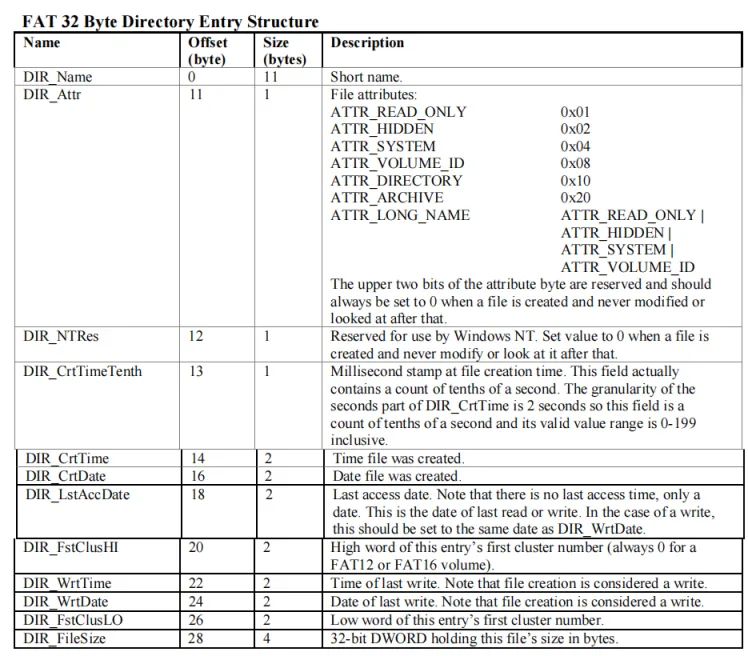 FAT 32 Byte Directory Entry Structure
Name Offset (byte) Size (bytes) Description
DIR_Name 0 11 Short name.
DIR_Attr 11 1 File attributes:
ATTR_READ_ONLY 0x01
ATTR_HIDDEN 0x02
ATTR_SYSTEM 0x04
ATTR_VOLUME_ID 0x08
ATTR_DIRECTORY 0x10
ATTR_ARCHIVE 0x20
ATTR_LONG_NAME ATTR_READ_ONLY |
ATTR_HIDDEN |
ATTR_SYSTEM |
ATTR_VOLUME_ID
The upper two bits of the attribute byte are reserved and should
always be set to 0 when a file is created and never modified or
looked at after that.
DIR_NTRes 12 1 Reserved for use by Windows NT. Set value to 0 when a file is
created and never modify or look at it after that.
DIR_CrtTimeTenth 13 1 Millisecond stamp at file creation time. This field actually
contains a count of tenths of a second. The granularity of the
seconds part of DIR_CrtTime is 2 seconds so this field is a
count of tenths of a second and its valid value range is 0-199
inclusive.
DIR_CrtTime 14 2 Time file was created.
DIR_CrtDate 16 2 Date file was created.
DIR_LstAccDate 18 2 Last access date. Note that there is no last access time, only a
date. This is the date of last read or write. In the case of a write,
this should be set to the same date as DIR_WrtDate.
DIR_FstClusHI 20 2 High word of this entry's first cluster number (always 0 for a
FAT12 or FAT16 volume).
DIR_WrtTime 22 2 Time of last write. Note that file creation is considered a write.
DIR_WrtDate 24 2 Date of last write. Note that file creation is considered a write.
DIR_FstClusLO 26 2 Low word of this entry's first cluster number.
DIR_FileSize 28 4 32-bit DWORD holding this file's size in bytes.